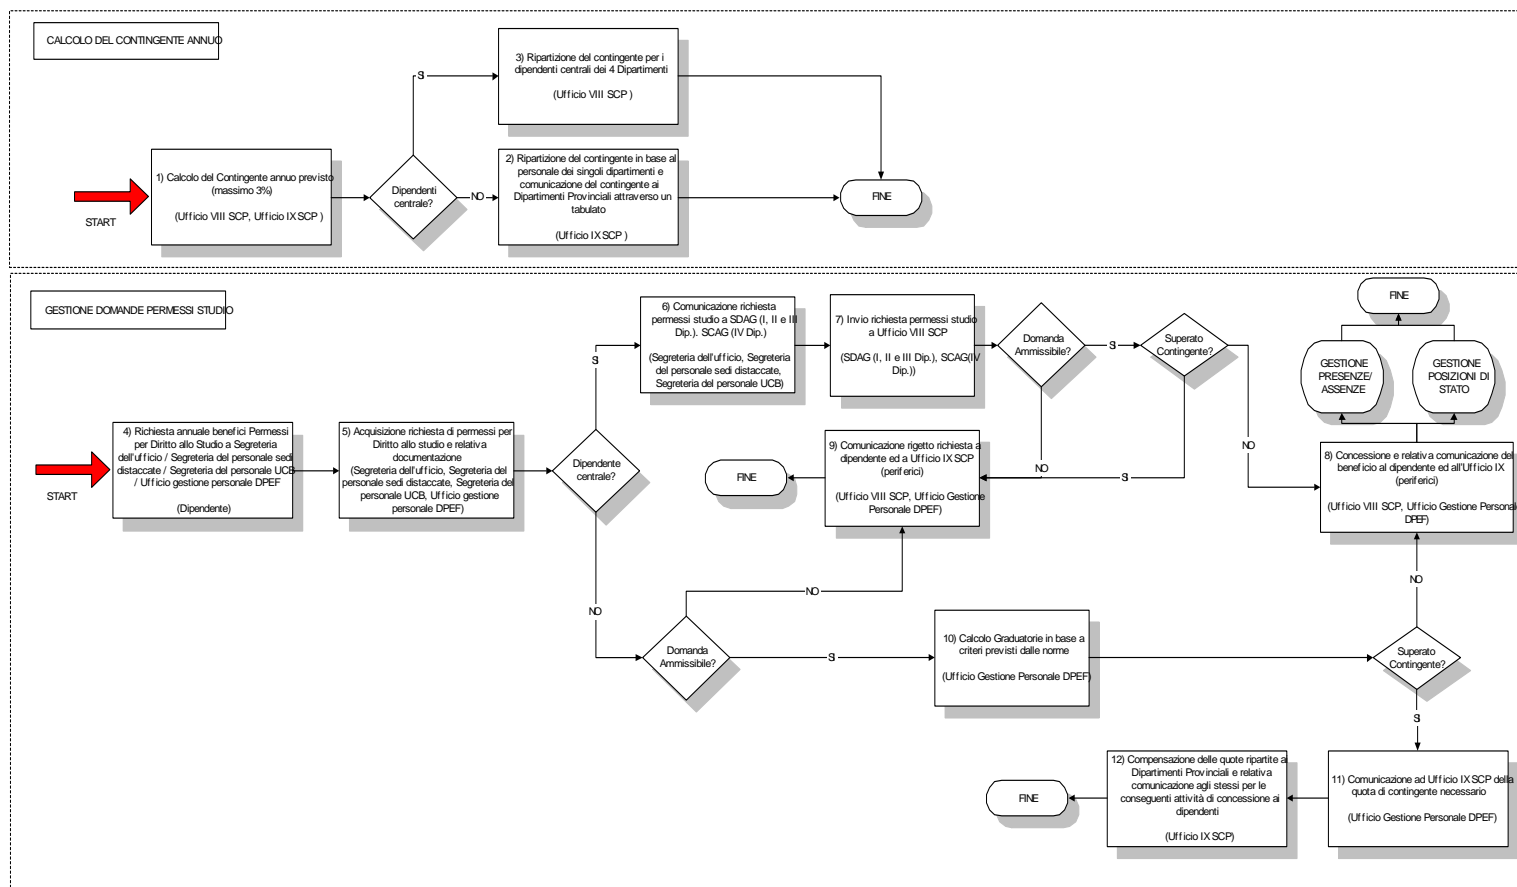 CALCOLO DEL CONTINGENTE ANNUO
3) Ripartizione del contingente per i
dipendenti centrali dei 4 Dipartimenti
(Ufficio VIII SCP )
SI
START
1) Calcolo del Contingente annuo previsto
(massimo 3%)
(Ufficio VIII SCP, Ufficio IX SCP )
Dipendenti
centrale?
NO
2) Ripartizione del contingente in base al
personale dei singoli dipartimenti e
comunicazione del contingente ai
Dipartimenti Provinciali attraverso un
tabulato
(Ufficio IX SCP )
FINE
GESTIONE DOMANDE PERMESSI STUDIO
START
4) Richiesta annuale benefici Permessi
per Diritto allo Studio a Segreteria
dell'ufficio / Segreteria del personale sedi
distaccate / Segreteria del personale UCB
/ Ufficio gestione personale DPEF
(Dipendente)
5) Acquisizione richiesta di permessi per
Diritto allo studio e relativa
documentazione
(Segreteria dell'ufficio, Segreteria del
personale sedi distaccate, Segreteria del
personale UCB, Ufficio gestione
personale DPEF)
Dipendente
centrale?
SI
NO
6) Comunicazione richiesta
permessi studio a SDAG (I, II e III
Dip.). SCAG (IV Dip.)
(Segreteria dell'ufficio, Segreteria
del personale sedi distaccate,
Segreteria del personale UCB)
7) Invio richiesta permessi studio
a Ufficio VIII SCP
(SDAG (I, II e III Dip.), SCAG(IV
Dip.))
Domanda
Ammissibile?
SI
NO
Superato
Contingente?
NO
SI
FINE
GESTIONE
PRESENZE/
ASSENZE
GESTIONE
POSIZIONI DI
STATO
8) Concessione e relativa comunicazione del
beneficio al dipendente ed all'Ufficio IX
(periferici)
(Ufficio VIII SCP, Ufficio Gestione Personale
DPEF)
9) Comunicazione rigetto richiesta a
dipendente ed a Ufficio IX SCP
(periferici)
(Ufficio VIII SCP, Ufficio Gestione
Personale DPEF)
FINE
NO
Domanda
Ammissibile?
SI
10) Calcolo Graduatorie in base a
criteri previsti dalle norme
(Ufficio Gestione Personale DPEF)
NO
Superato
Contingente?
SI
11) Comunicazione ad Ufficio IX SCP della
quota di contingente necessario
(Ufficio Gestione Personale DPEF)
12) Compensazione delle quote ripartite ai
Dipartimenti Provinciali e relativa
comunicazione agli stessi per le
conseguenti attività di concessione ai
dipendenti
(Ufficio IX SCP)
FINE